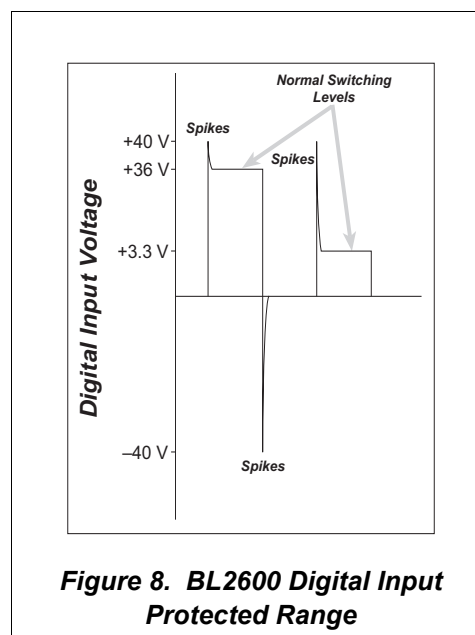 Normal Switching
Levels
Spikes
+40 V
Spikes
+36 V
+3.3 V
Digital Input Voltage
–40 V
Spikes
Figure 8. BL2600 Digital Input
Protected Range